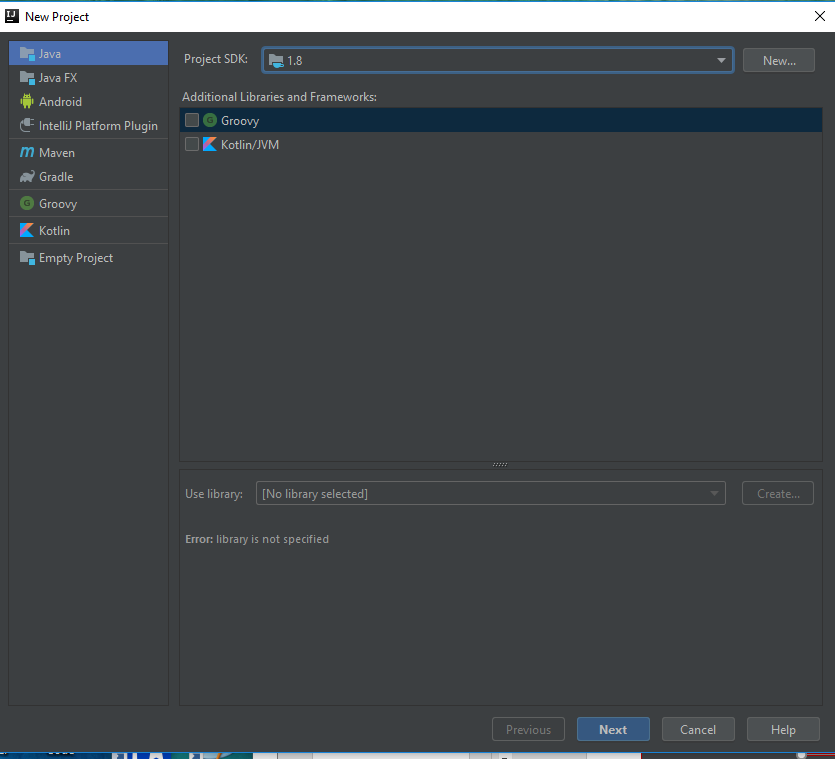 New Project
Java
Java FX
Android
IntelliJ Platform Plugin
Maven
Gradle
Groovy
Kotlin
Empty Project
Project SDK: 1.8 New...
Additional Libraries and Frameworks:
Groovy
Kotlin/JVM
Use library: [No library selected] Create...
Error: library is not specified
Previous Next Cancel Help